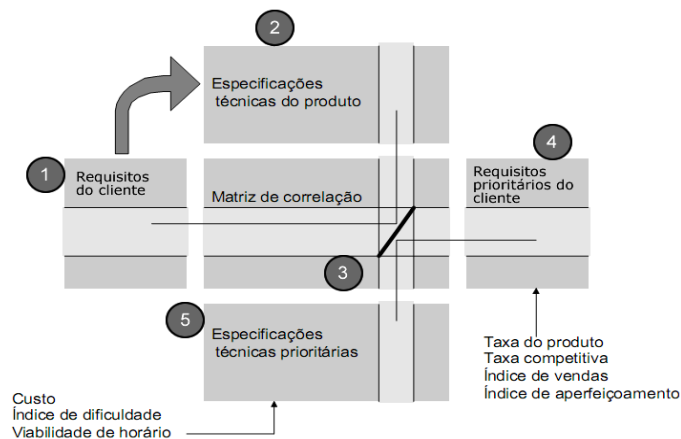 2
Especificações
técnicas do produto
1
Requisitos
do cliente
Matriz de correlação
4
Requisitos
prioritários do
cliente
3
5
Especificações
técnicas prioritárias
Taxa do produto
Taxa competitiva
Índice de vendas
Índice de aperfeiçoamento
Custo
Índice de dificuldade
Viabilidade de horário